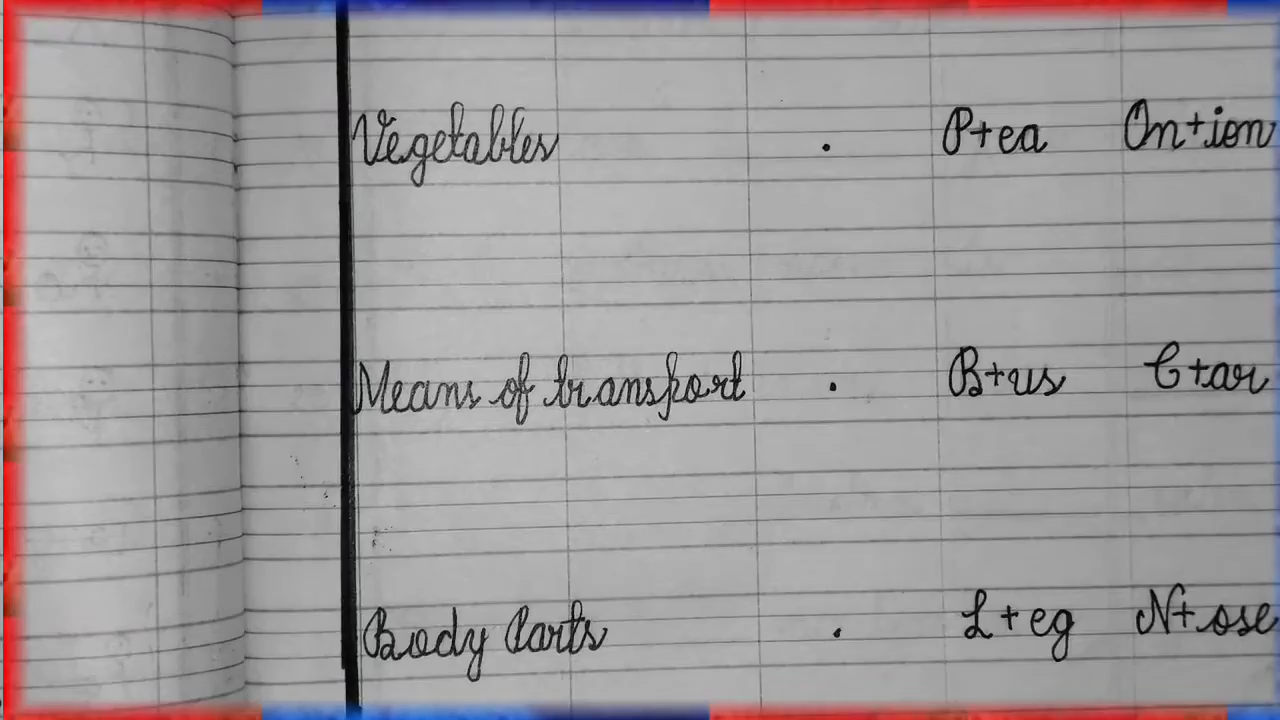 Vegetables . P+ea On+ion
Means of transport . B+us C+ar
Body Parts . L+eg N+ose